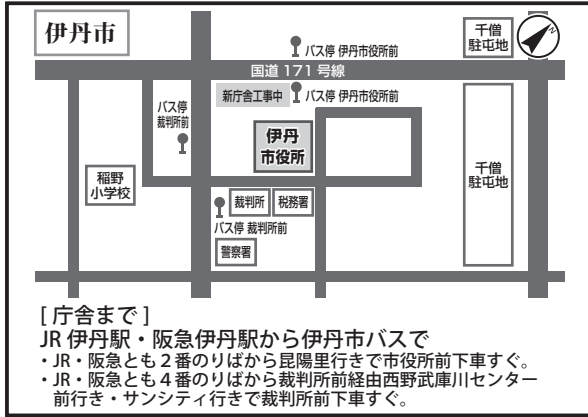 伊丹市
バス停 伊丹市役所前
千僧
駐屯地
N
国道 171 号線
新庁舎工事中
バス停 伊丹市役所前
バス停
裁判所前
伊丹
市役所
稲野
小学校
千僧
駐屯地
裁判所
税務署
バス停 裁判所前
警察署
[ 庁舎まで ]
JR 伊丹駅・阪急伊丹駅から伊丹市バスで
・JR・阪急とも２番のりばから昆陽里行きで市役所前下車すぐ。
・JR・阪急とも４番のりばから裁判所前経由西野武庫川センター
前行き・サンシティ行きで裁判所前下車すぐ。